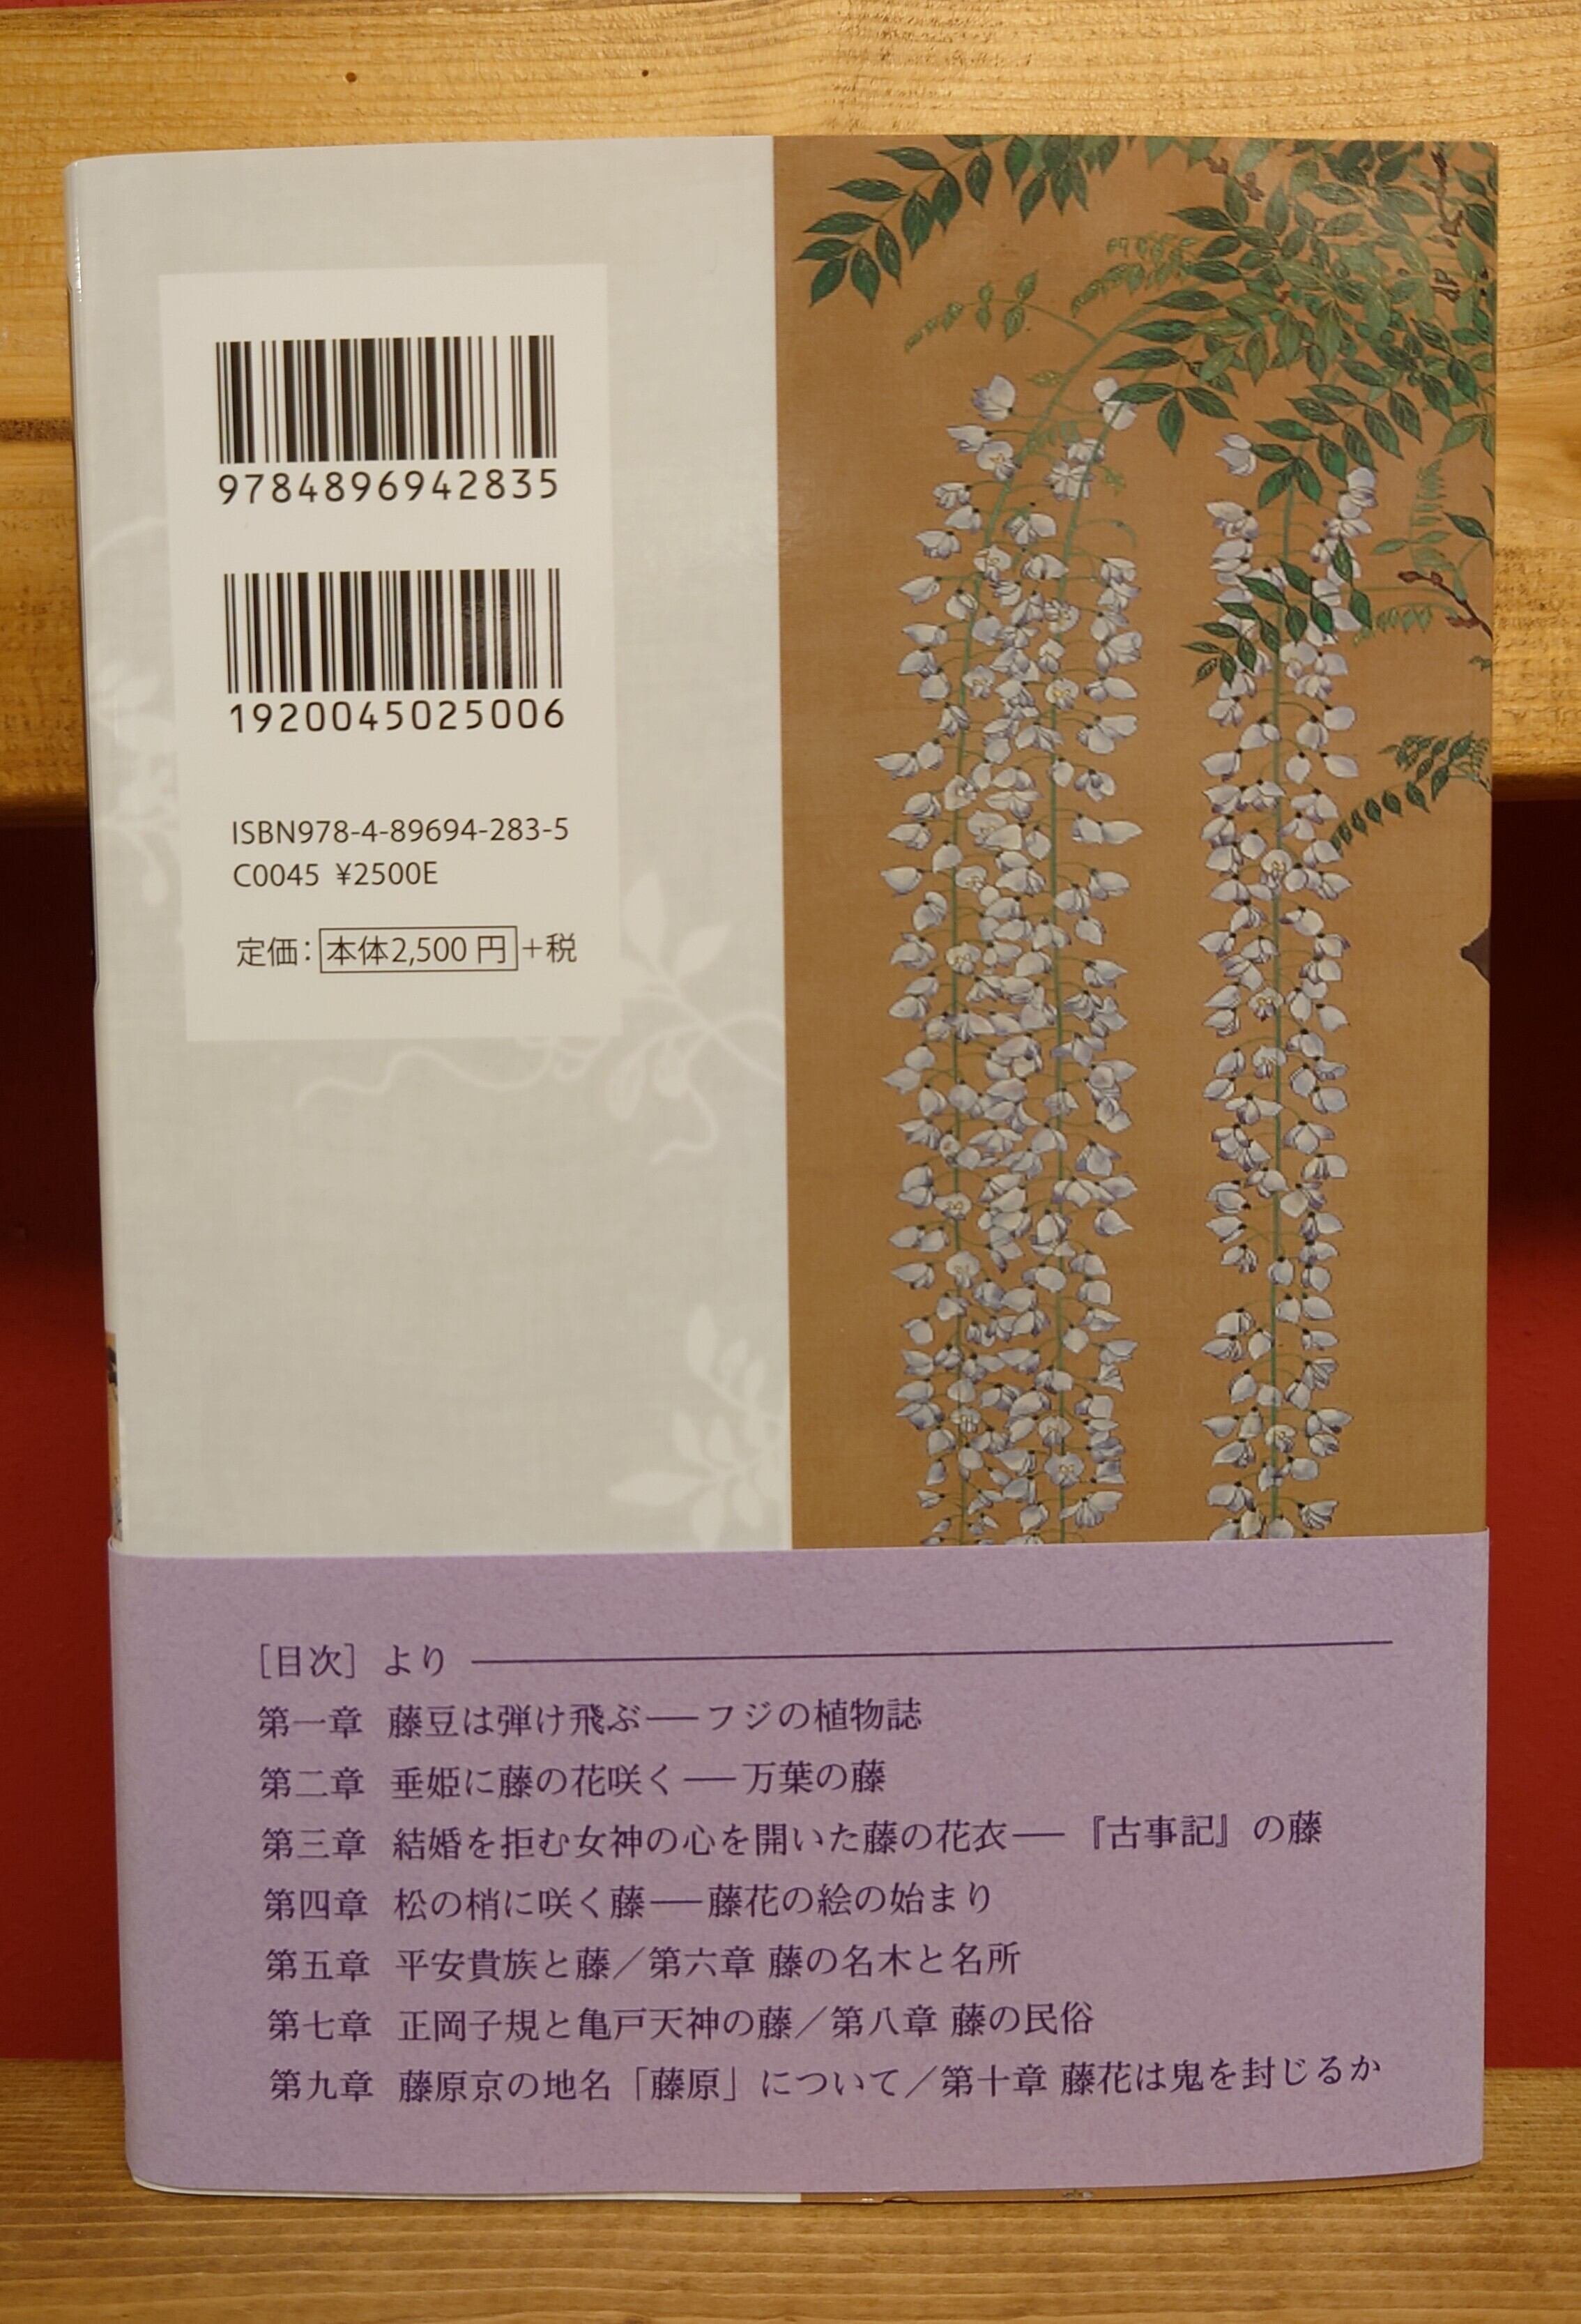 9784896942835
1920045025006
ISBN978-4-89694-283-5
C0045 ¥2500E
定価：本体2,500円＋税
［目次］より
第一章 藤豆は弾け飛ぶ──フジの植物誌
第二章 垂姫に藤の花咲く──万葉の藤
第三章 結婚を拒む女神の心を開いた藤の花衣──『古事記』の藤
第四章 松の梢に咲く藤──藤花の絵の始まり
第五章 平安貴族と藤／第六章 藤の名木と名所
第七章 正岡子規と亀戸天神の藤／第八章 藤の民俗
第九章 藤原京の地名「藤原」について／第十章 藤花は鬼を封じるか